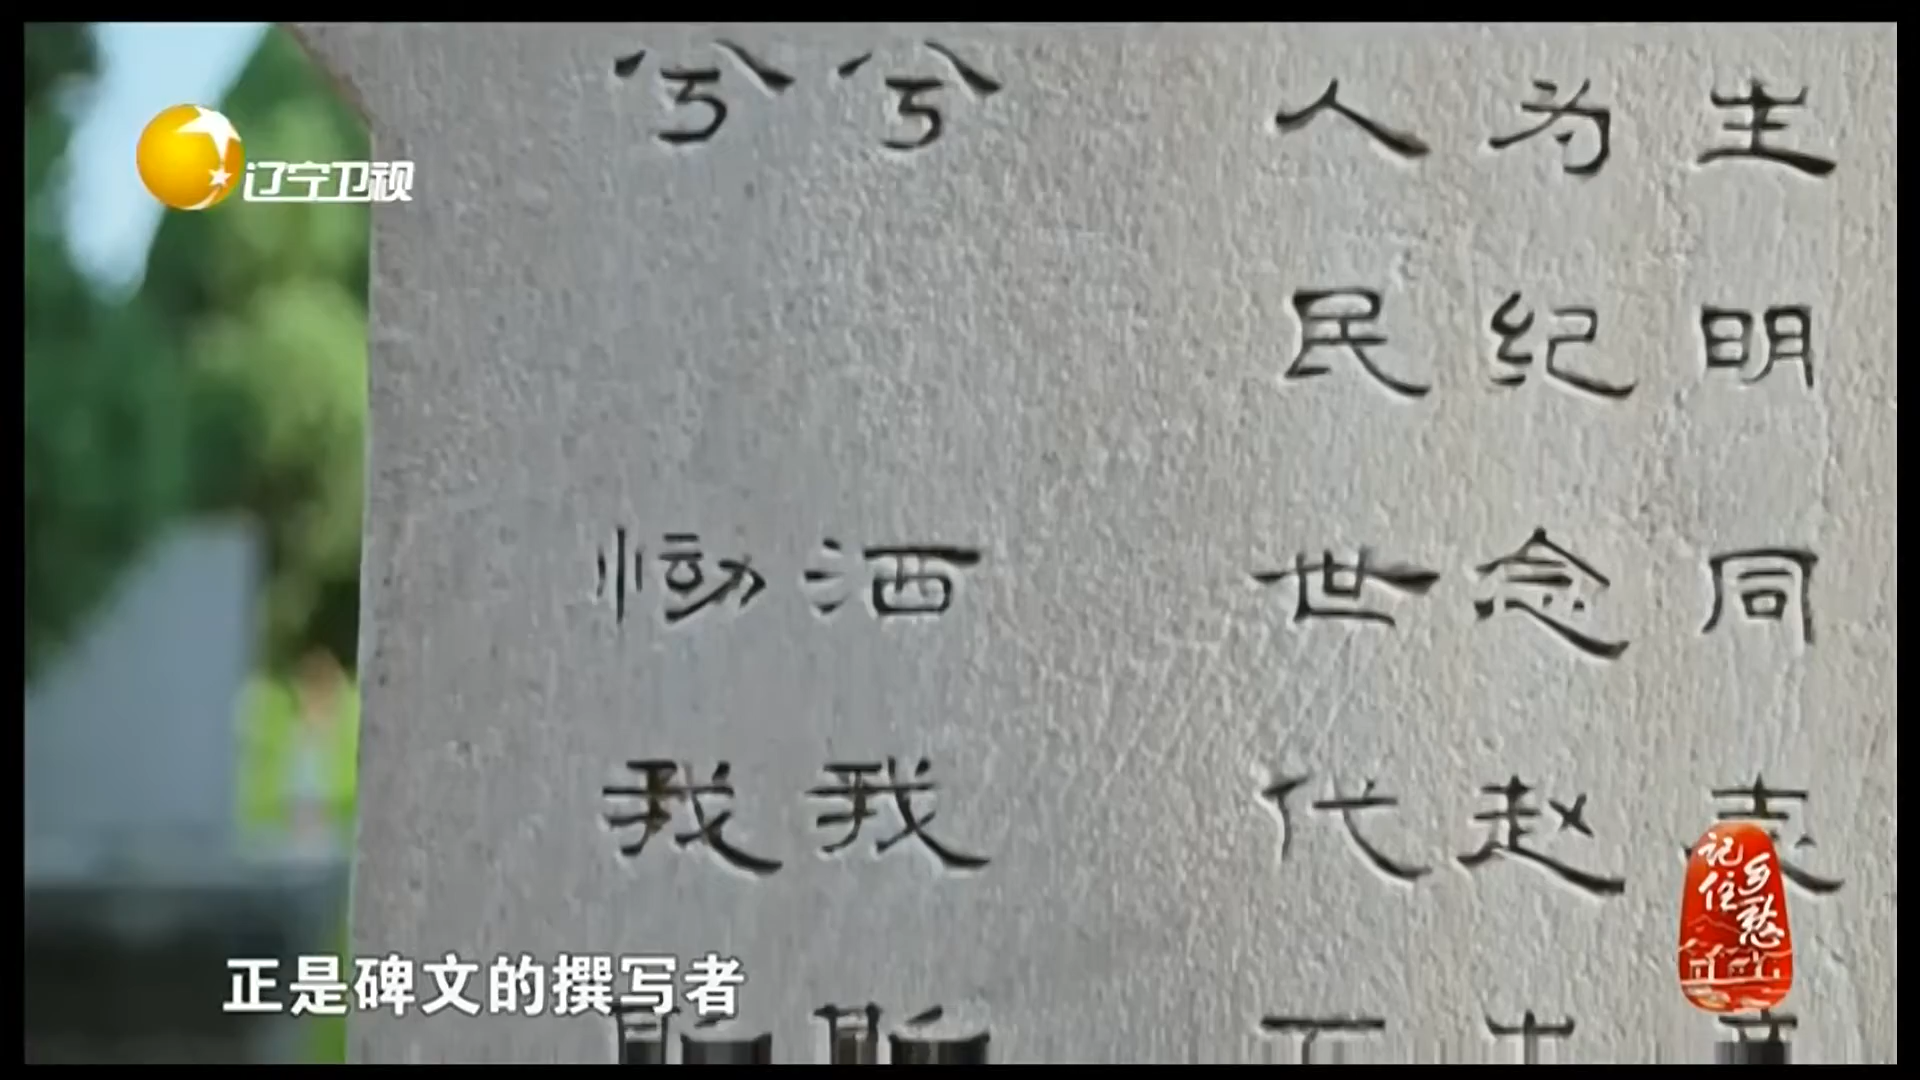 辽宁卫视
主明同
为纪念赵
人民世代
兮 洒我
兮 恸我
记住乡愁
正是碑文的撰写者